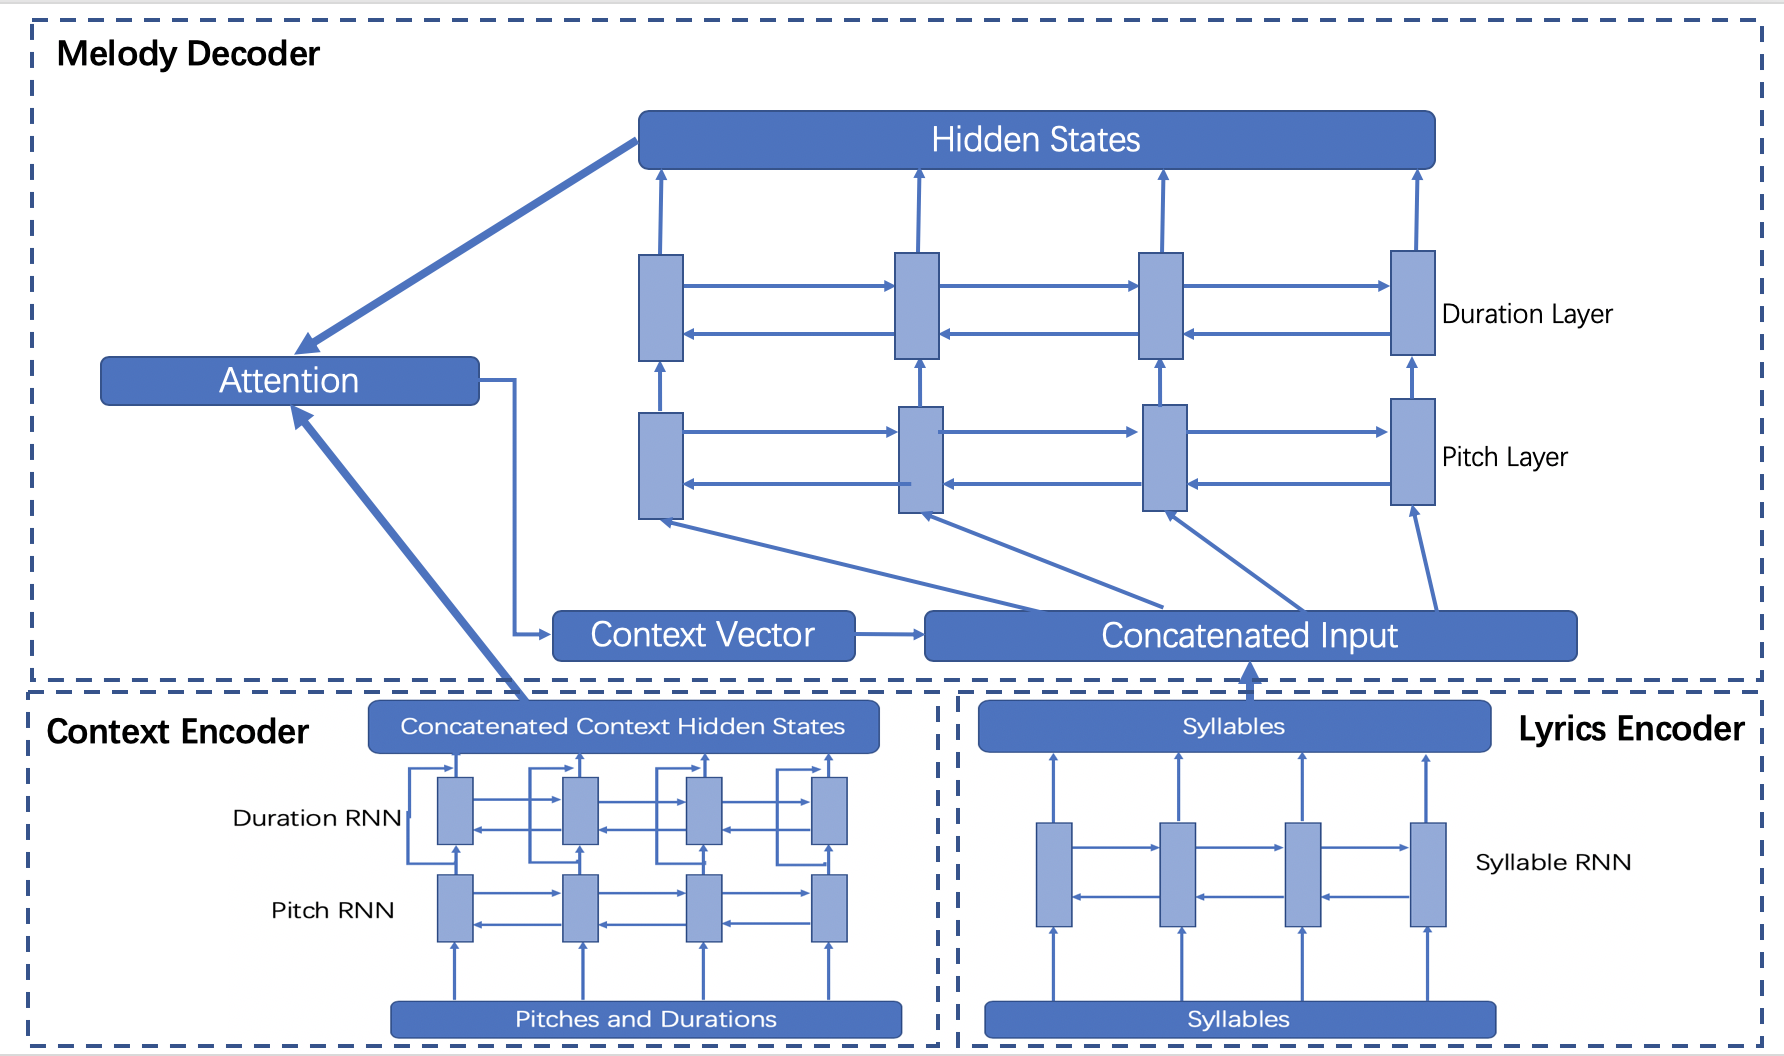 Melody Decoder
Hidden States
Duration Layer
Attention
Pitch Layer
Context Vector
Concatenated Input
Context Encoder
Concatenated Context Hidden States
Duration RNN
Pitch RNN
Pitches and Durations
Syllables
Lyrics Encoder
Syllable RNN
Syllables